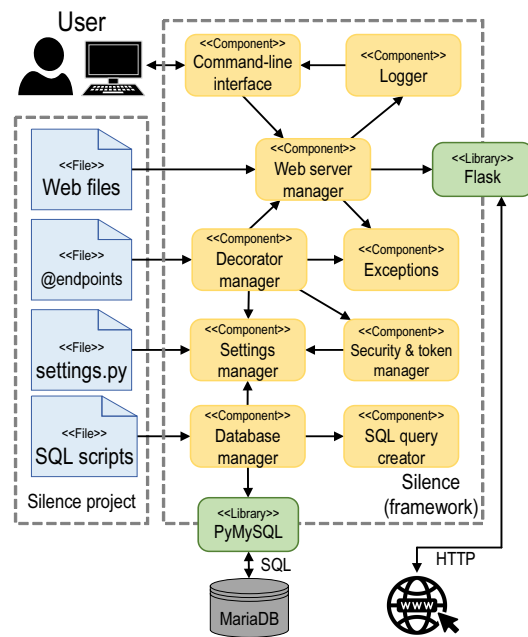 User
<<Component>>
Command-line
interface
<<Component>>
Logger
<<File>>
Web files
<<Component>>
Web server
manager
<<Library>>
Flask
<<File>>
@endpoints
<<Component>>
Decorator
manager
<<Component>>
Exceptions
<<File>>
settings.py
<<Component>>
Settings
manager
<<Component>>
Security & token
manager
<<File>>
SQL scripts
<<Component>>
Database
manager
<<Component>>
SQL query
creator
Silence project
Silence
(framework)
<<Library>>
PyMySQL
SQL
HTTP
MariaDB
WWW